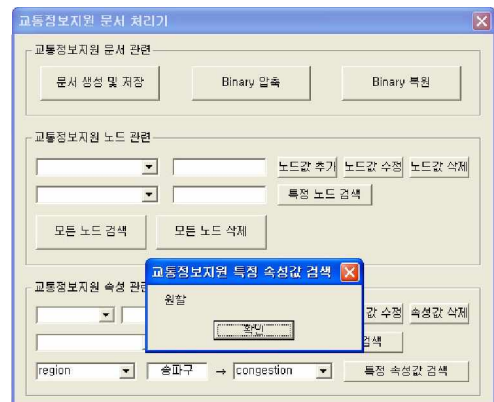 교통정보지원 문서 처리기
교통정보지원 문서 관련
문서 생성 및 저장 Binary 압축 Binary 복원
교통정보지원 노드 관련
노드값 추가 노드값 수정 노드값 삭제
특정 노드 검색
모든 노드 검색 모든 노드 삭제
교통정보지원 특정 속성값 검색
교통정보지원 속성 관련
원할
값 수정 속성값 삭제
확인
검색
region 송파구 → congestion 특정 속성값 검색